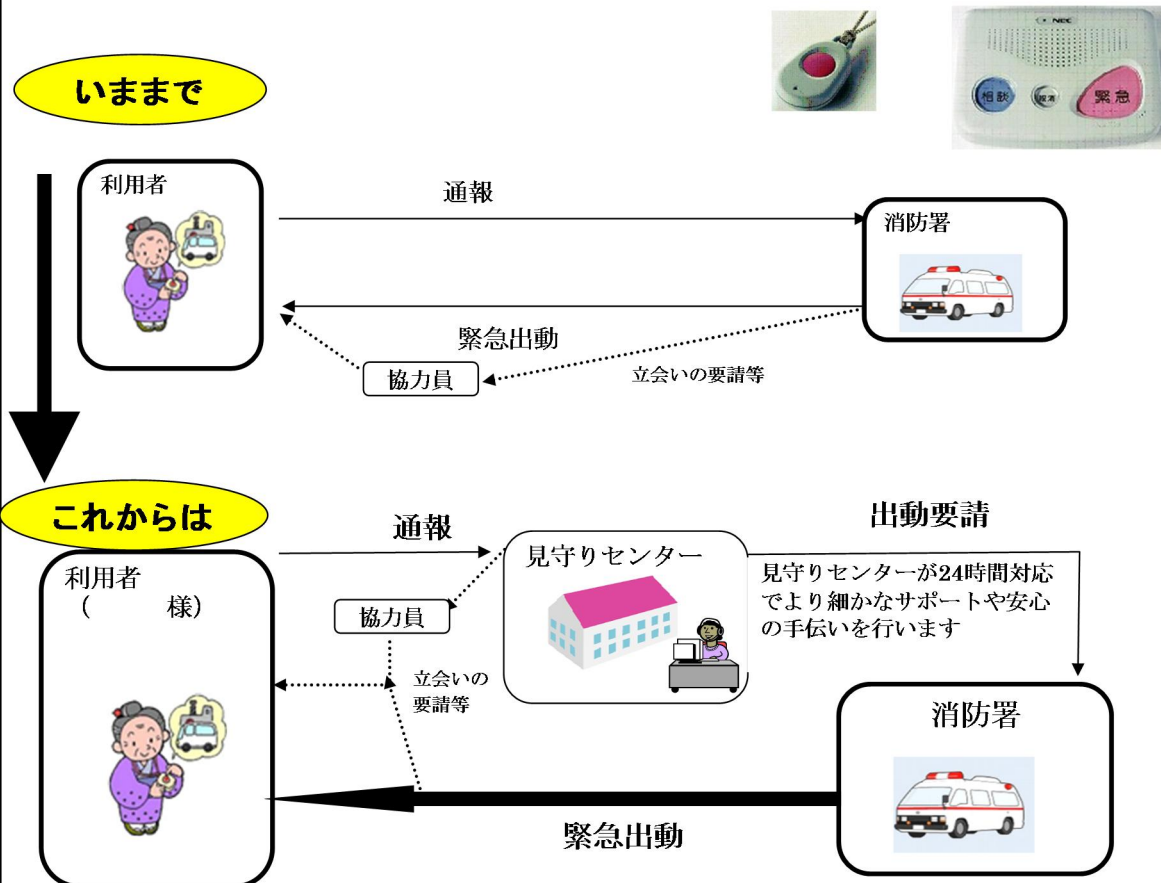 NEC
相談
取消
緊急
いままで
利用者
通報
消防署
緊急出動
協力員
立会いの要請等
これからは
利用者
(　　　様)
通報
見守りセンター
出動要請
見守りセンターが24時間対応
でより細かなサポートや安心
の手伝いを行います
協力員
立会いの
要請等
消防署
緊急出動